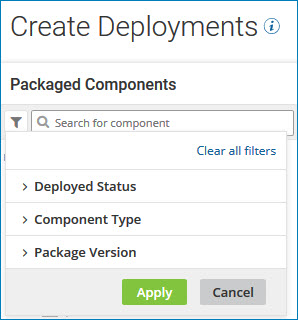 Create Deployments
Packaged Components
Search for component
Clear all filters
Deployed Status
Component Type
Package Version
Apply Cancel